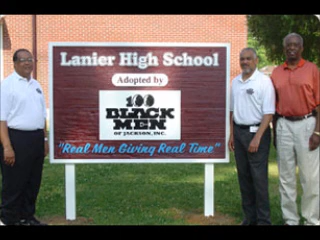 Lanier High School
Adopted by
100
BLACK
MEN
OF JACKSON, INC.
"Real Men Giving Real Time"